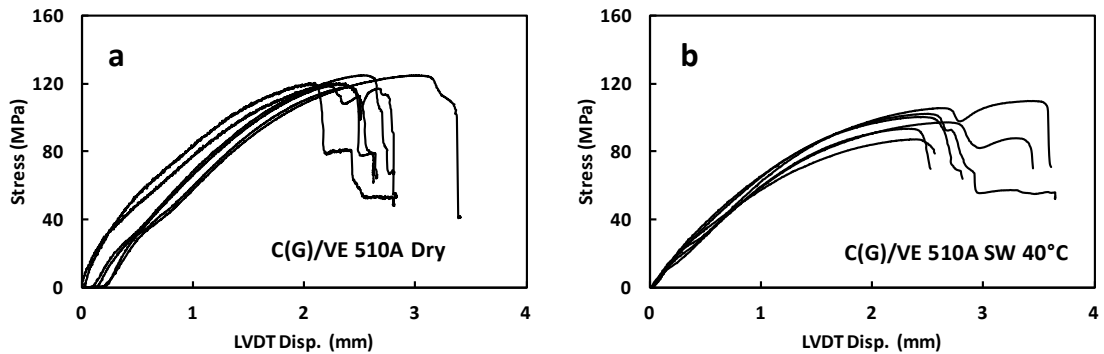 a
Stress (MPa)
160
120
80
40
0
C(G)/VE 510A Dry
0 1 2 3 4
LVDT Disp. (mm)
b
Stress (MPa)
160
120
80
40
0
C(G)/VE 510A SW 40°C
0 1 2 3 4
LVDT Disp. (mm)